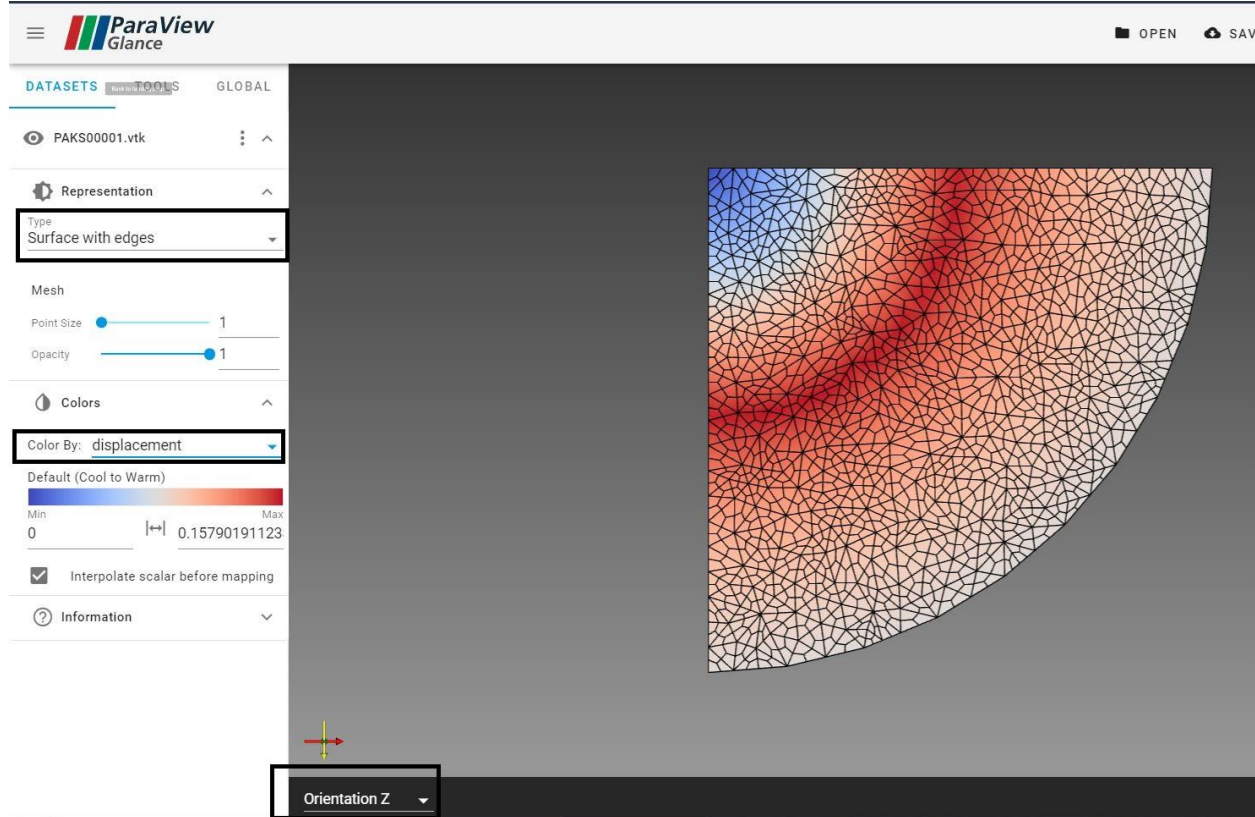 ParaView
Glance
OPEN
SAV
DATASETS TOOLS GLOBAL
PAKS00001.vtk
Representation
Type
Surface with edges
Mesh
Point Size 1
Opacity 1
Colors
Color By: displacement
Default (Cool to Warm)
Min Max
0 0.15790191123
Interpolate scalar before mapping
Information
Orientation Z